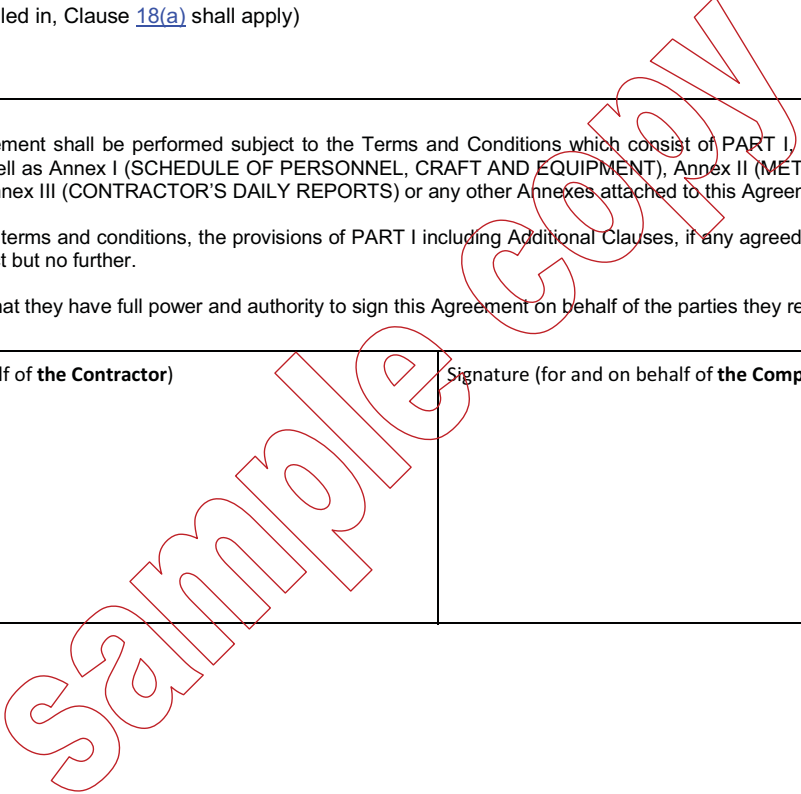 led in, Clause 18(a) shall apply)
ement shall be performed subject to the Terms and Conditions which consist of PART I,
ell as Annex I (SCHEDULE OF PERSONNEL, CRAFT AND EQUIPMENT), Annex II (MET
nex III (CONTRACTOR'S DAILY REPORTS) or any other Annexes attached to this Agreen
terms and conditions, the provisions of PART I including Additional Clauses, if any agreed
t but no further.
nat they have full power and authority to sign this Agreement on behalf of the parties they re
lf of the Contractor)
Signature (for and on behalf of the Comp
sample copy